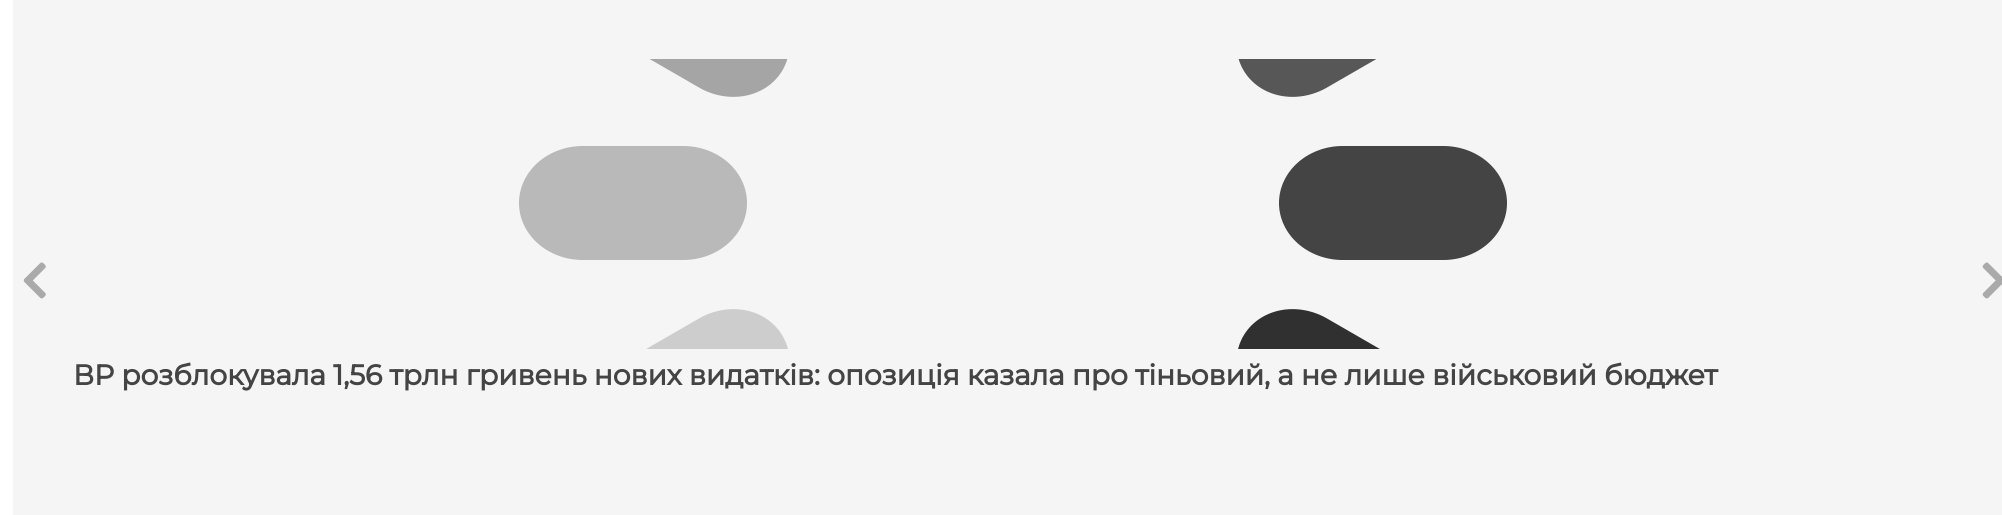 ВР розблокувала 1,56 трлн гривень нових видатків: опозиція казала про тіньовий, а не лише військовий бюджет